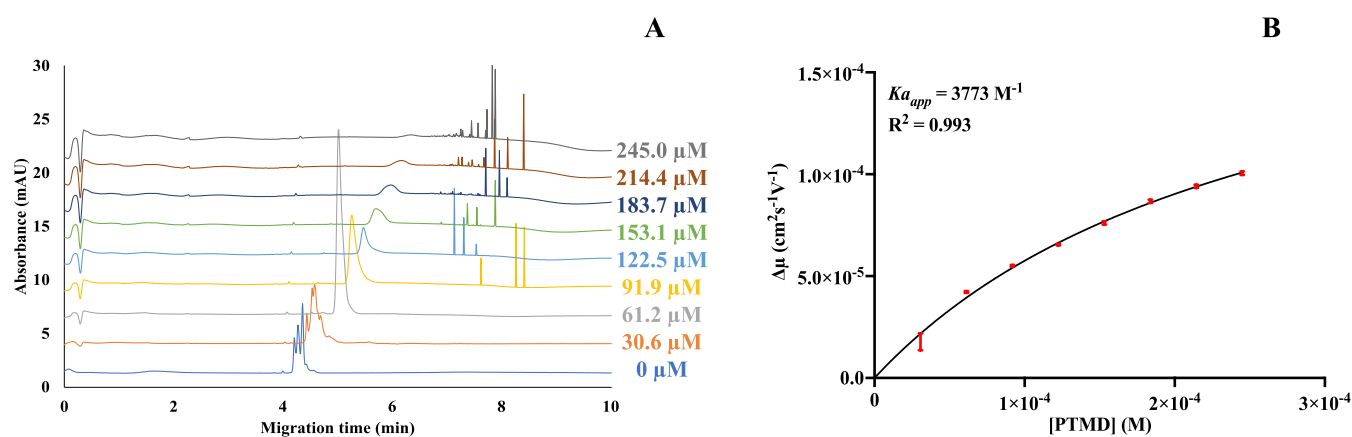 A
30
25
20
15
10
5
0
Absorbance (mAU)
245.0 µM
214.4 µM
183.7 µM
153.1 µM
122.5 µM
91.9 µM
61.2 µM
30.6 µM
0 µM
0 2 4 6 8 10
Migration time (min)
B
1.5×10⁻⁴
1.0×10⁻⁴
5.0×10⁻⁵
0.0
Δμ (cm²s⁻¹V⁻¹)
Kaₐₚₚ = 3773 M⁻¹
R² = 0.993
0 1×10⁻⁴ 2×10⁻⁴ 3×10⁻⁴
[PTMD] (M)